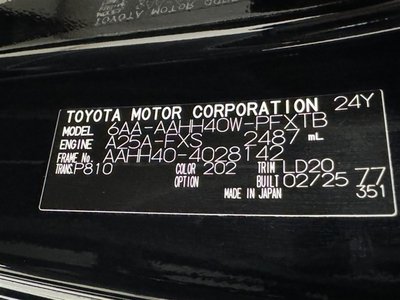 TOYOTA MOTOR CORPORATION 24Y
MODEL 6AA-AAHH40W-PFXTB
ENGINE A25A-FXS 2487 mL
FRAME No. AAHH40-4028142
TRANS. P810 COLOR 202 TRIM LD20 77
OPTION BUILT 02/25 351
MADE IN JAPAN